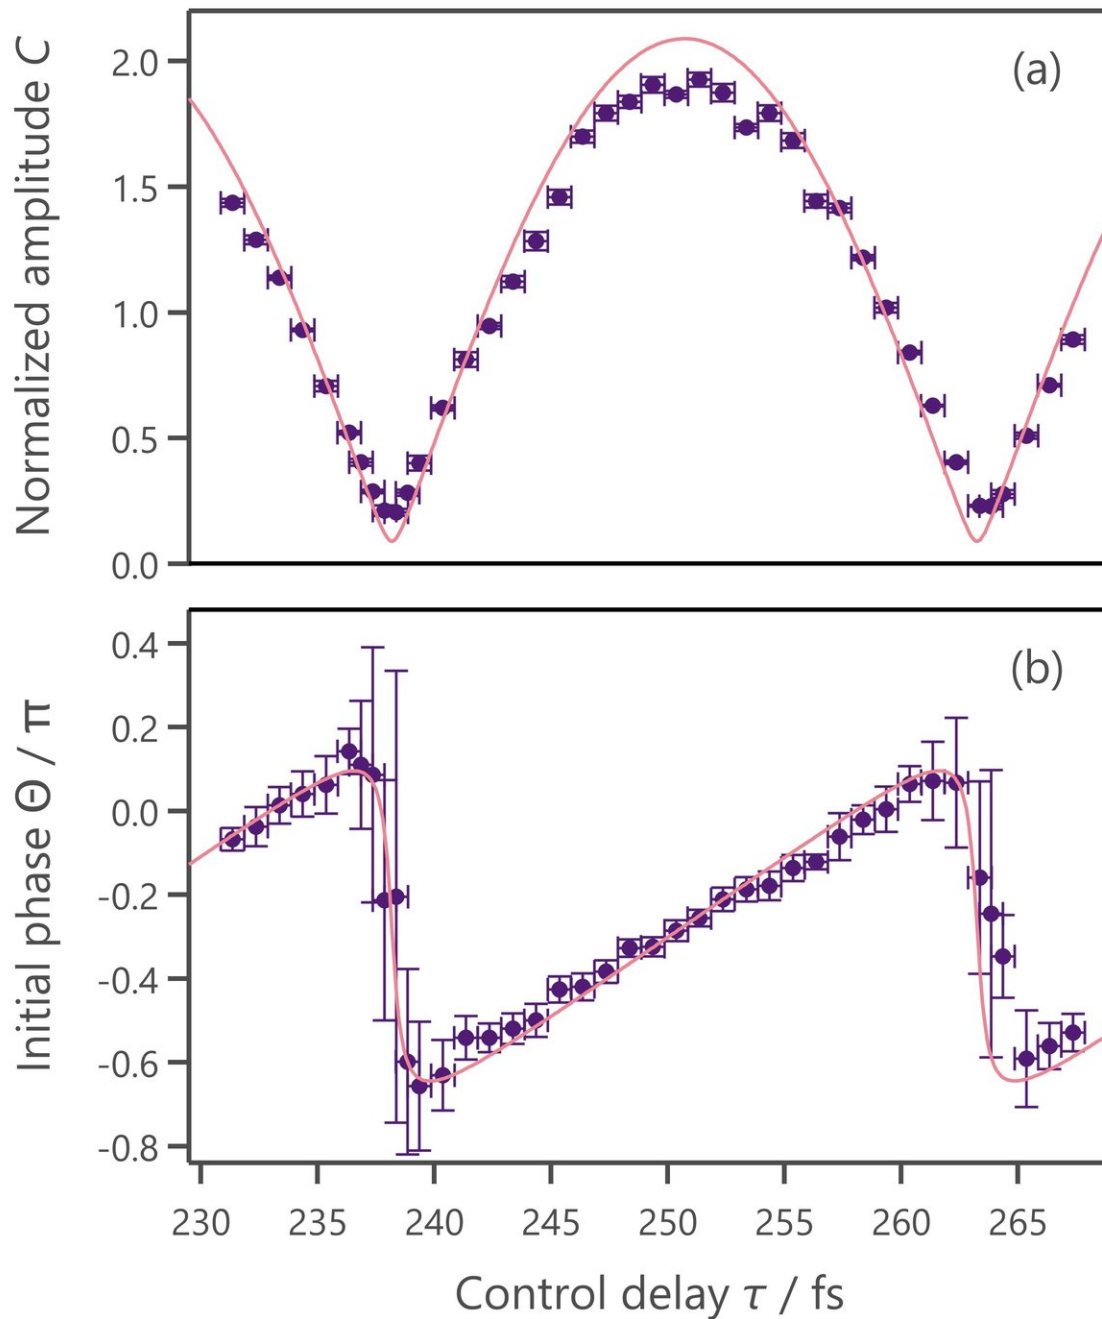 Normalized amplitude C
2.0
1.5
1.0
0.5
0.0
(a)
Initial phase Θ / π
0.4
0.2
0.0
-0.2
-0.4
-0.6
-0.8
(b)
230 235 240 245 250 255 260 265
Control delay τ / fs